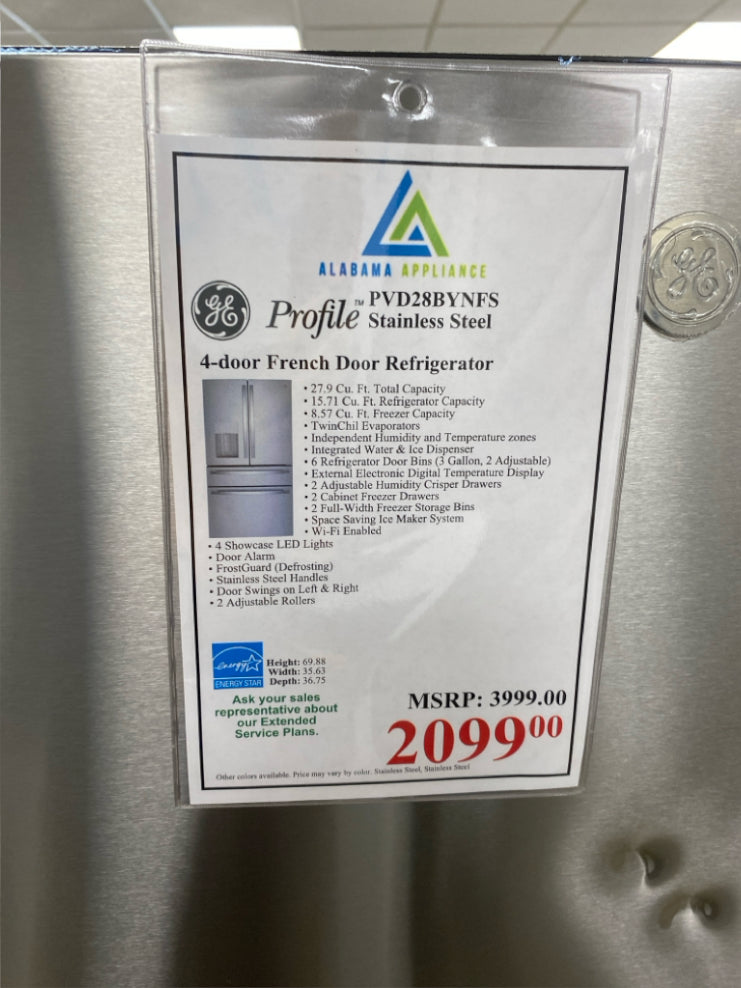 ALABAMA APPLIANCE
GE Profile™ PVD28BYNFS
Stainless Steel
4-door French Door Refrigerator
• 27.9 Cu. Ft. Total Capacity
• 15.71 Cu. Ft. Refrigerator Capacity
• 8.57 Cu. Ft. Freezer Capacity
• TwinChil Evaporators
• Independent Humidity and Temperature zones
• Integrated Water & Ice Dispenser
• 6 Refrigerator Door Bins (3 Gallon, 2 Adjustable)
• External Electronic Digital Temperature Display
• 2 Adjustable Humidity Crisper Drawers
• 2 Cabinet Freezer Drawers
• 2 Full-Width Freezer Storage Bins
• Space Saving Ice Maker System
• Wi-Fi Enabled
• 4 Showcase LED Lights
• Door Alarm
• FrostGuard (Defrosting)
• Stainless Steel Handles
• Door Swings on Left & Right
• 2 Adjustable Rollers
energy
ENERGY STAR
Height: 69.88
Width: 35.63
Depth: 36.75
Ask your sales
representative about
our Extended
Service Plans.
MSRP: 3999.00
209900
Other colors available. Price may vary by color. Stainless Steel, Stainless Steel
GE